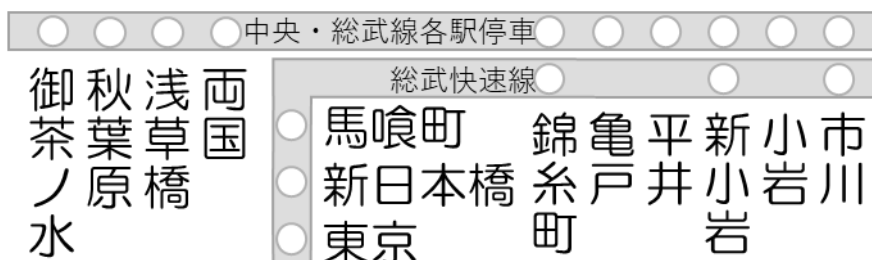 中央・総武線各駅停車
総武快速線
御茶ノ水
秋葉原
浅草橋
両国
馬喰町
新日本橋
東京
錦糸町
亀戸
平井
新小岩
小岩
市川